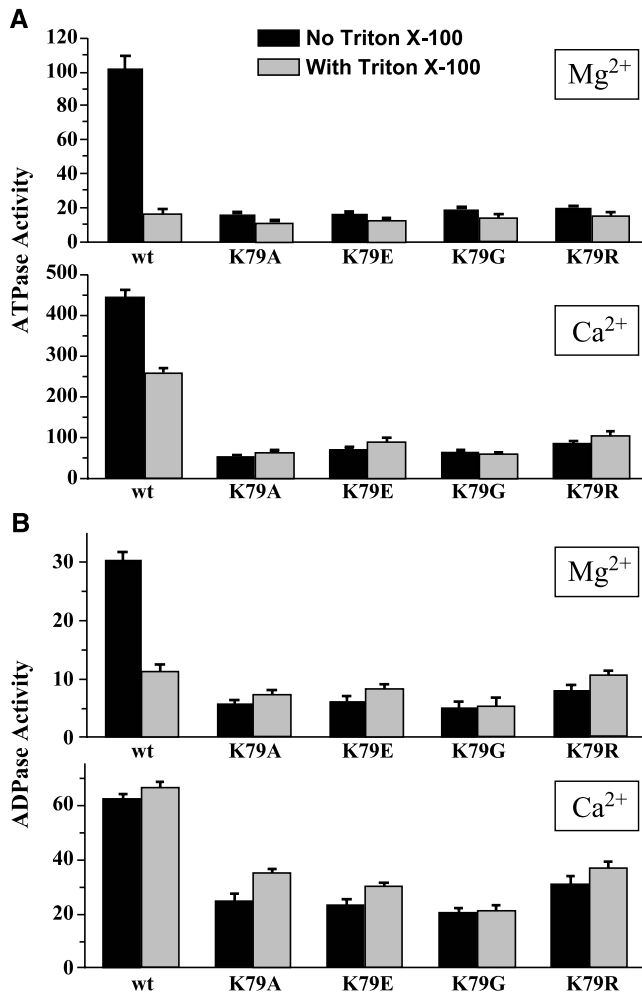 A
No Triton X-100
With Triton X-100
Mg2+
120
100
80
60
40
20
0
wt K79A K79E K79G K79R
ATPase Activity
500
400
300
200
100
0
Ca2+
wt K79A K79E K79G K79R
B
Mg2+
30
20
10
0
wt K79A K79E K79G K79R
ADPase Activity
60
40
20
0
Ca2+
wt K79A K79E K79G K79R